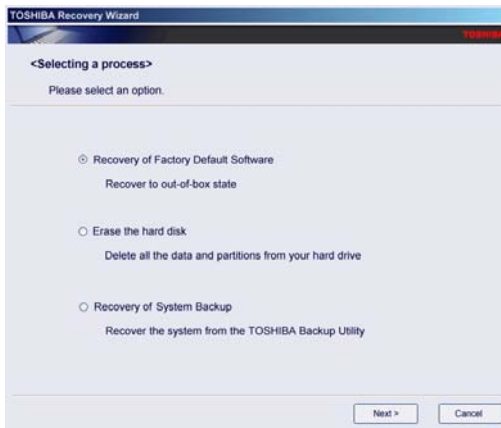 TOSHIBA Recovery Wizard
TOSHIBA
<Selecting a process>
Please select an option.
Recovery of Factory Default Software
Recover to out-of-box state
Erase the hard disk
Delete all the data and partitions from your hard drive
Recovery of System Backup
Recover the system from the TOSHIBA Backup Utility
Next >
Cancel